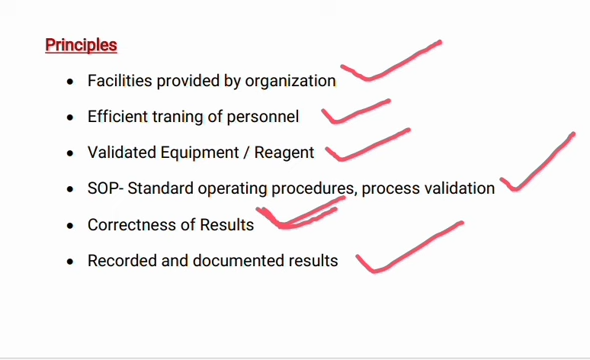 Principles
• Facilities provided by organization
• Efficient traning of personnel
• Validated Equipment / Reagent
• SOP- Standard operating procedures, process validation
• Correctness of Results
• Recorded and documented results